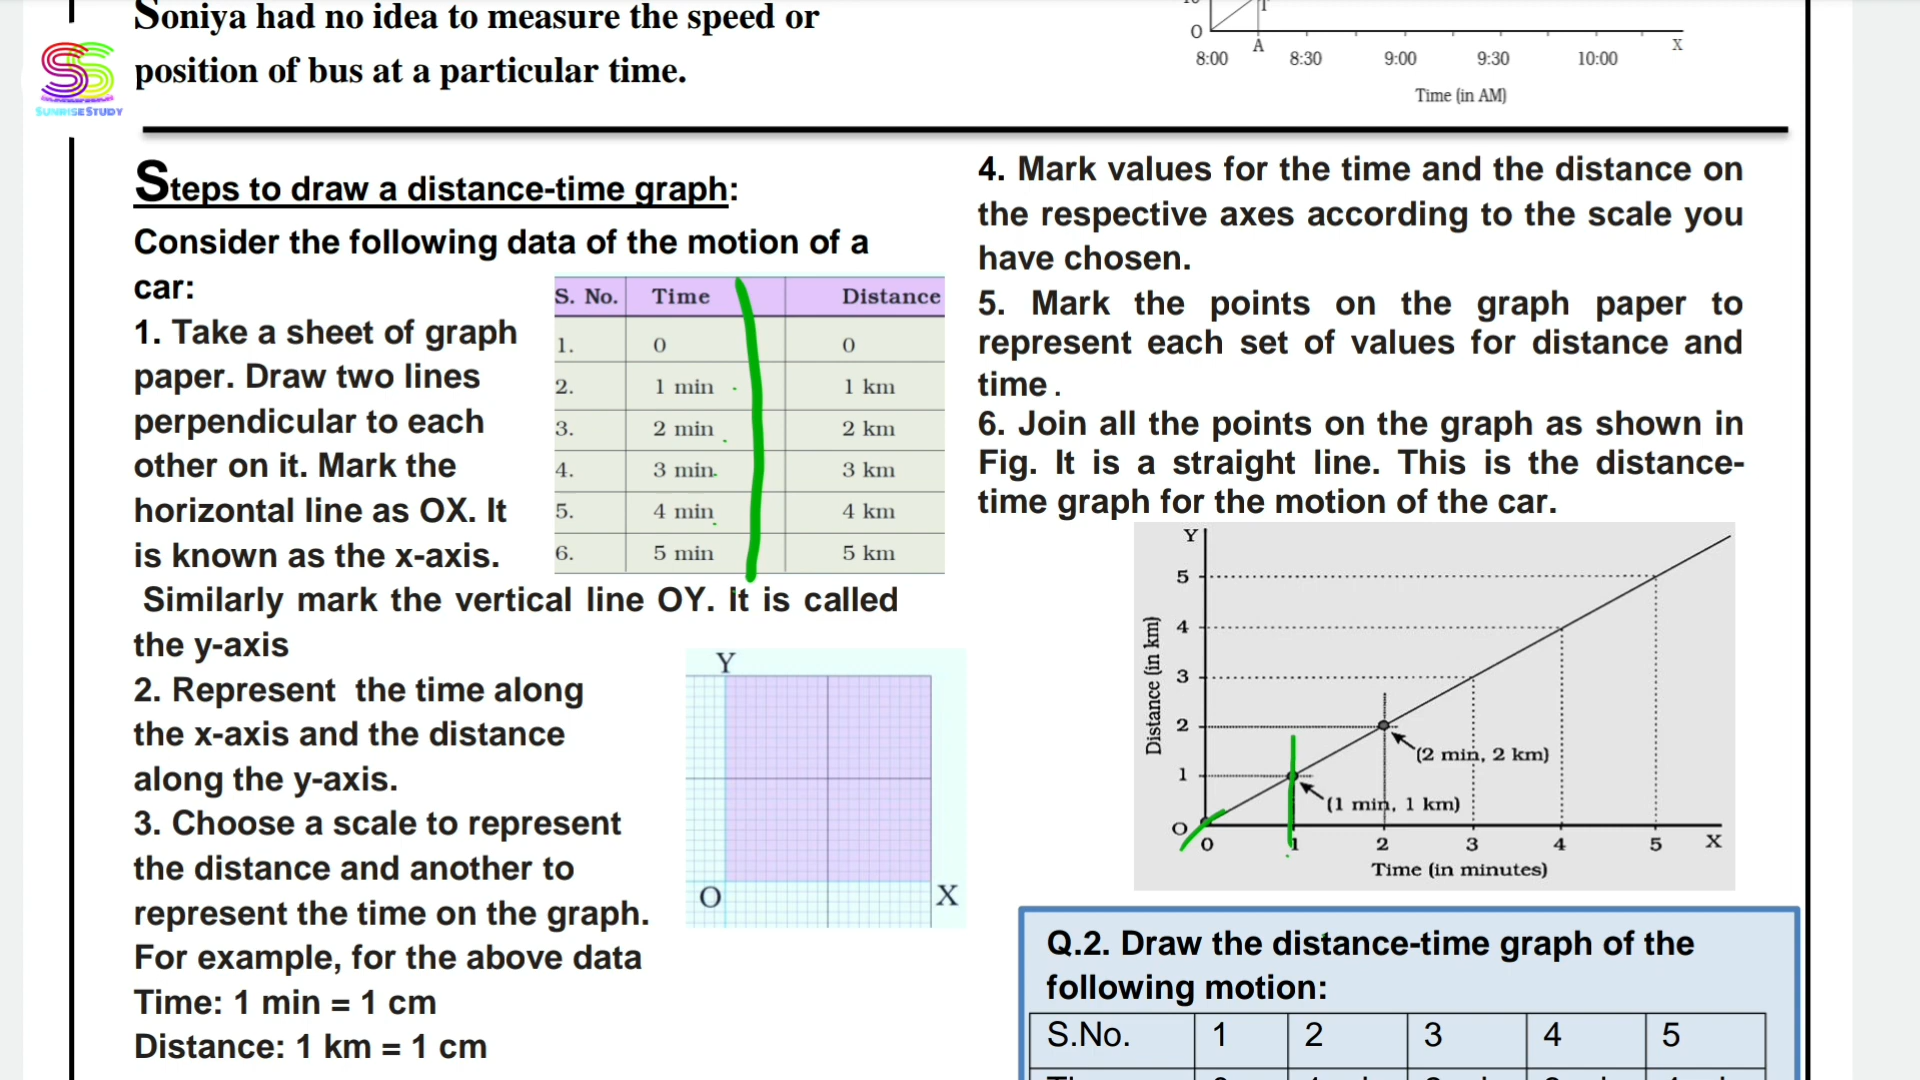 Soniya had no idea to measure the speed or
position of bus at a particular time.
SUNRISESTUDY
O
A
X
8:00 8:30 9:00 9:30 10:00
Time (in AM)
Steps to draw a distance-time graph:
Consider the following data of the motion of a
car:
1. Take a sheet of graph
paper. Draw two lines
perpendicular to each
other on it. Mark the
horizontal line as OX. It
is known as the x-axis.
Similarly mark the vertical line OY. It is called
the y-axis
S. No. Time Distance
1. 0 0
2. 1 min 1 km
3. 2 min 2 km
4. 3 min 3 km
5. 4 min 4 km
6. 5 min 5 km
2. Represent the time along
the x-axis and the distance
along the y-axis.
3. Choose a scale to represent
the distance and another to
represent the time on the graph.
For example, for the above data
Time: 1 min = 1 cm
Distance: 1 km = 1 cm
Y
O X
4. Mark values for the time and the distance on
the respective axes according to the scale you
have chosen.
5. Mark the points on the graph paper to
represent each set of values for distance and
time .
6. Join all the points on the graph as shown in
Fig. It is a straight line. This is the distance-
time graph for the motion of the car.
Y
5
4
3
2
1
O
Distance (in km)
(2 min, 2 km)
(1 min, 1 km)
0 1 2 3 4 5 X
Time (in minutes)
Q.2. Draw the distance-time graph of the
following motion:
S.No. 1 2 3 4 5